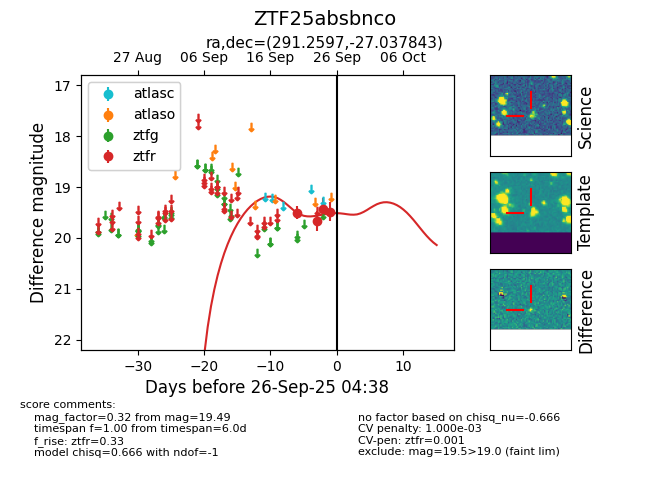 ZTF25absbnco
ra,dec=(291.2597,-27.037843)
27 Aug 06 Sep 16 Sep 26 Sep 06 Oct
17
18
19
20
21
22
Difference magnitude
atlasc
atlaso
ztfg
ztfr
−30 −20 −10 0 10
Days before 26-Sep-25 04:38
Science
Template
Difference
score comments:
mag_factor=0.32 from mag=19.49
timespan f=1.00 from timespan=6.0d
f_rise: ztfr=0.33
model chisq=0.666 with ndof=-1
no factor based on chisq_nu=-0.666
CV penalty: 1.000e-03
CV-pen: ztfr=0.001
exclude: mag=19.5>19.0 (faint lim)